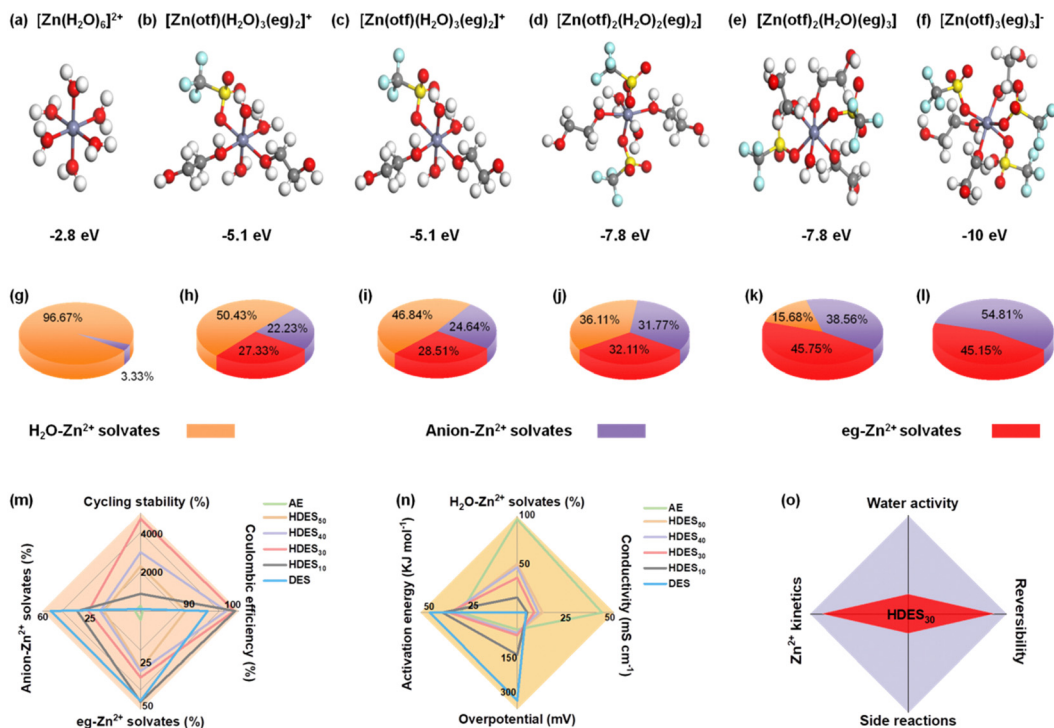 (a) [Zn(H₂O)₆]²⁺ (b) [Zn(otf)(H₂O)₃(eg)₂]⁺ (c) [Zn(otf)(H₂O)₃(eg)₂]⁺ (d) [Zn(otf)₂(H₂O)₂(eg)₂] (e) [Zn(otf)₂(H₂O)(eg)₃] (f) [Zn(otf)₃(eg)₃]⁻
-2.8 eV -5.1 eV -5.1 eV -7.8 eV -7.8 eV -10 eV
(g) (h) (i) (j) (k) (l)
96.67% 3.33%
50.43% 22.23% 27.33%
46.84% 24.64% 28.51%
36.11% 31.77% 32.11%
15.68% 38.56% 45.75%
54.81% 45.15%
H₂O-Zn²⁺ solvates Anion-Zn²⁺ solvates eg-Zn²⁺ solvates
(m) Cycling stability (%)
AE
HDES₅₀
HDES₄₀
HDES₃₀
HDES₁₀
DES
4000
2000
90 100
60 25
25
50
Anion-Zn²⁺ solvates (%)
Coulombic efficiency (%)
eg-Zn²⁺ solvates (%)
(n) H₂O-Zn²⁺ solvates (%)
AE
HDES₅₀
HDES₄₀
HDES₃₀
HDES₁₀
DES
100
50
50 25
25 50
150
300
Activation energy (KJ mol⁻¹)
Conductivity (mS cm⁻¹)
Overpotential (mV)
(o) Water activity
Zn²⁺ kinetics
HDES₃₀
Reversibility
Side reactions